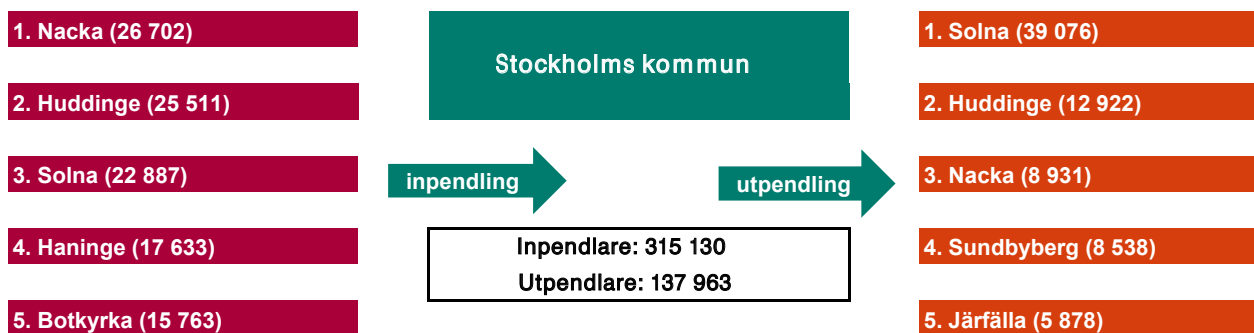 1. Nacka (26 702)
2. Huddinge (25 511)
3. Solna (22 887)
4. Haninge (17 633)
5. Botkyrka (15 763)
Stockholms kommun
inpendling
utpendling
Inpendlare: 315 130
Utpendlare: 137 963
1. Solna (39 076)
2. Huddinge (12 922)
3. Nacka (8 931)
4. Sundbyberg (8 538)
5. Järfälla (5 878)